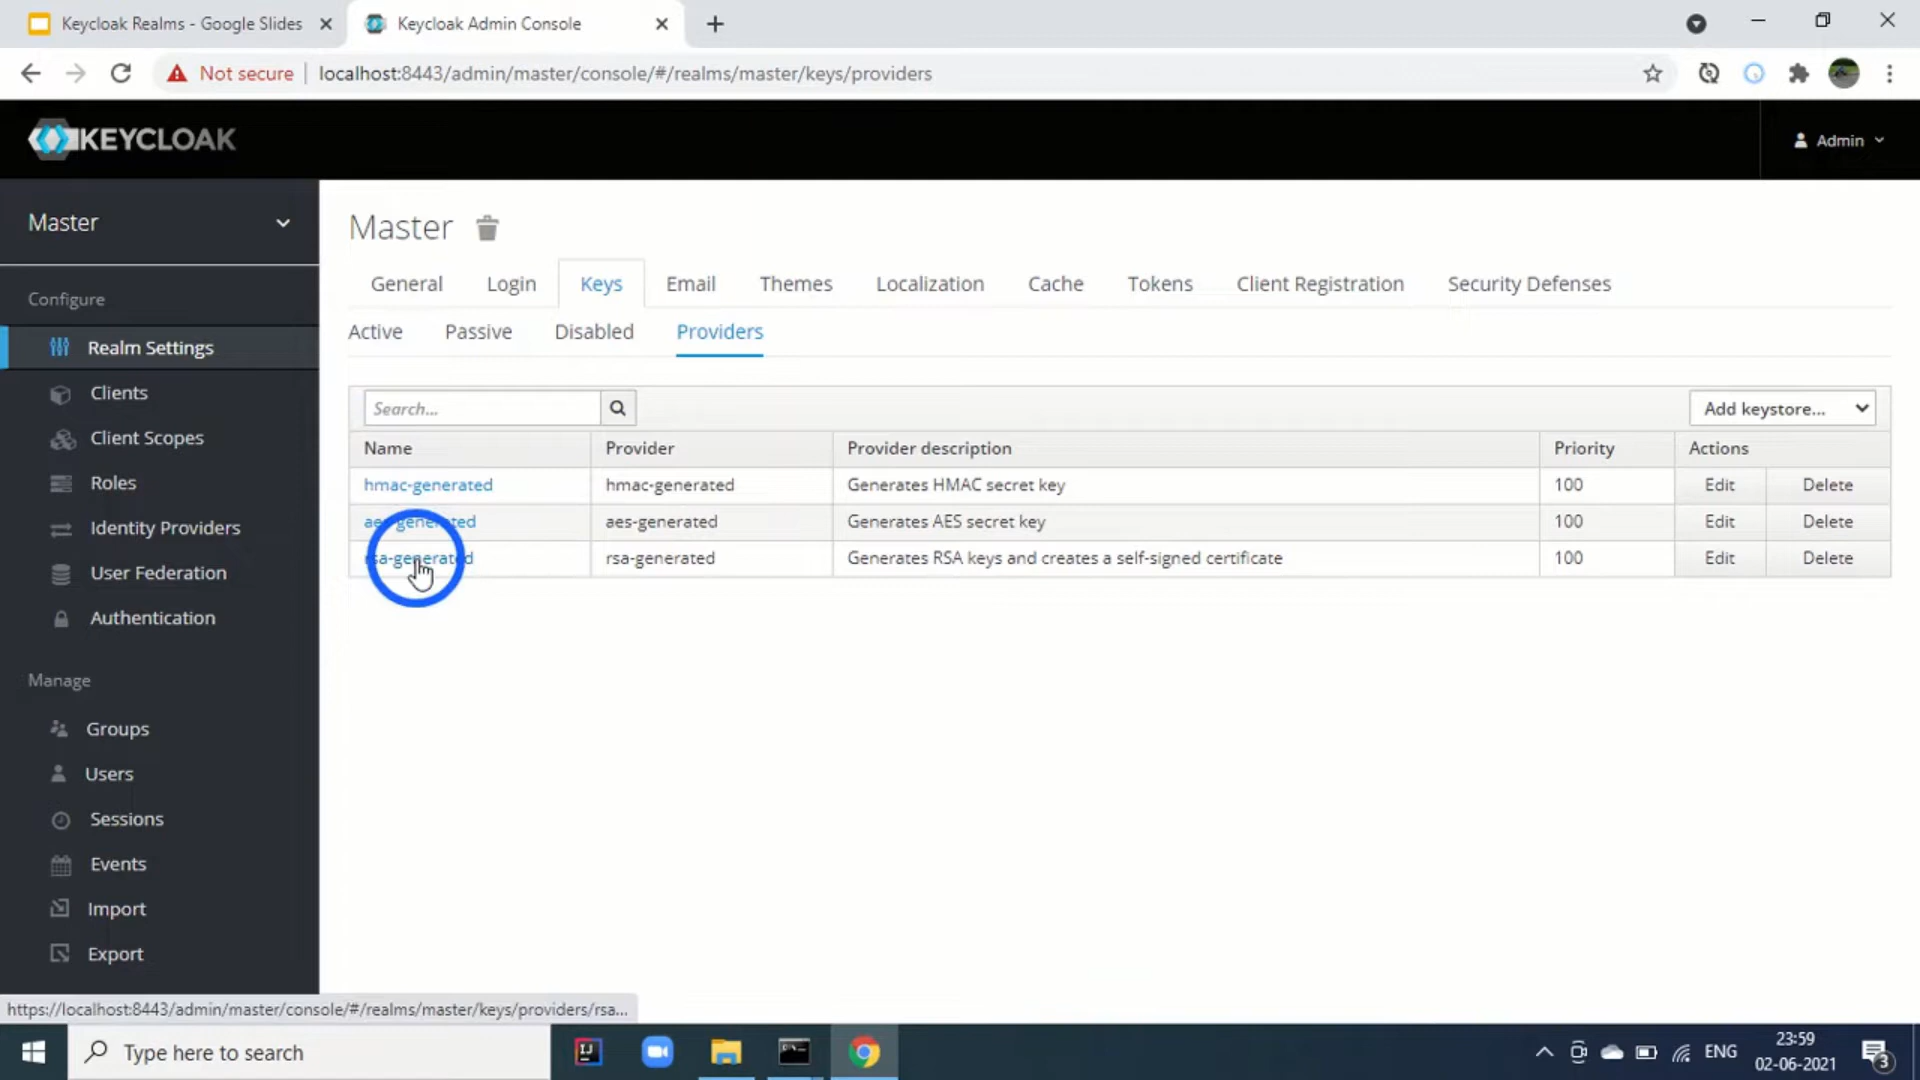 Keycloak Realms - Google Slides
Keycloak Admin Console
Not secure
localhost:8443/admin/master/console/#/realms/master/keys/providers
KEYCLOAK
Admin
Master
Configure
Realm Settings
Clients
Client Scopes
Roles
Identity Providers
User Federation
Authentication
Manage
Groups
Users
Sessions
Events
Import
Export
Master
General Login Keys Email Themes Localization Cache Tokens Client Registration Security Defenses
Active Passive Disabled Providers
Search...
Add keystore...
Name Provider Provider description Priority Actions
hmac-generated hmac-generated Generates HMAC secret key 100 Edit Delete
aes-generated aes-generated Generates AES secret key 100 Edit Delete
rsa-generated rsa-generated Generates RSA keys and creates a self-signed certificate 100 Edit Delete
https://localhost:8443/admin/master/console/#/realms/master/keys/providers/rsa...
Type here to search
IJ
ENG
23:59
02-06-2021
3